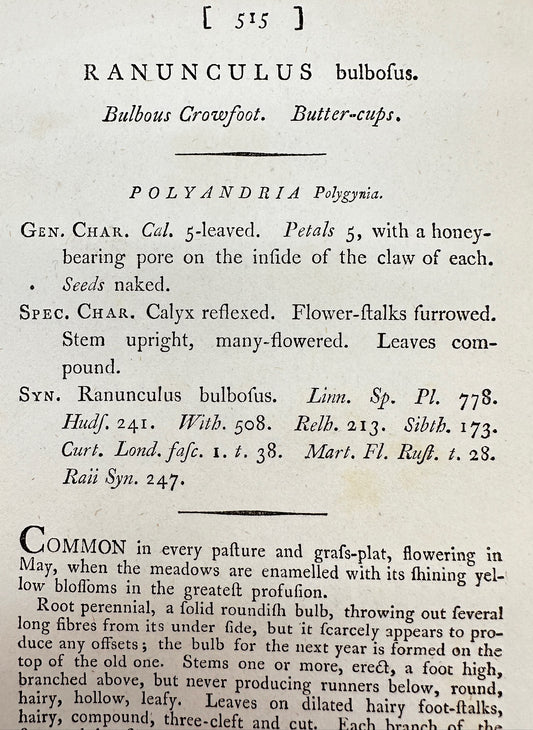 [ 515 ]
RANUNCULUS bulboſus.
Bulbous Crowfoot. Butter-cups.
POLYANDRIA Polygynia.
GEN. CHAR. Cal. 5-leaved. Petals 5, with a honey-
bearing pore on the inſide of the claw of each.
Seeds naked.
SPEC. CHAR. Calyx reflexed. Flower-ſtalks furrowed.
Stem upright, many-flowered. Leaves com-
pound.
SYN. Ranunculus bulboſus. Linn. Sp. Pl. 778.
Hudſ. 241. With. 508. Relh. 213. Sibth. 173.
Curt. Lond. faſc. 1. t. 38. Mart. Fl. Ruſt. t. 28.
Raii Syn. 247.
COMMON in every paſture and graſs-plat, flowering in
May, when the meadows are enamelled with its ſhining yel-
low bloſſoms in the greateſt profuſion.
Root perennial, a ſolid roundiſh bulb, throwing out ſeveral
long fibres from its under ſide, but it ſcarcely appears to pro-
duce any offsets; the bulb for the next year is formed on the
top of the old one. Stems one or more, erect, a foot high,
branched above, but never producing runners below, round,
hairy, hollow, leafy. Leaves on dilated hairy foot-ſtalks,
hairy, compound, three-cleft and cut. Each branch of the